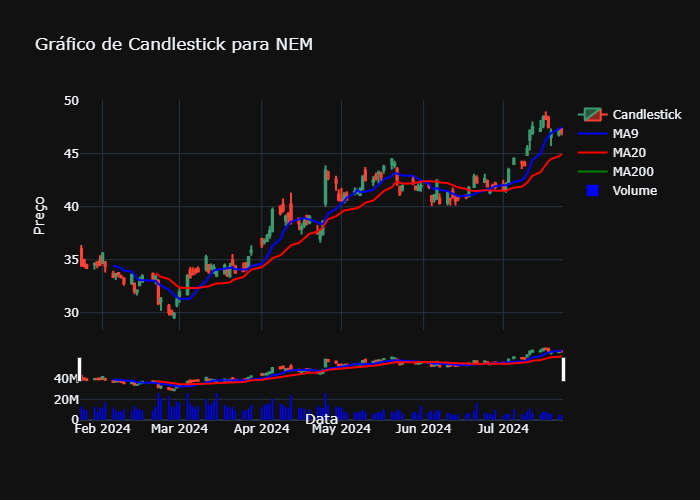 Gráfico de Candlestick para NEM
50
45
40
35
30
Preço
Candlestick
MA9
MA20
MA200
Volume
40M
20M
0
Data
Feb 2024
Mar 2024
Apr 2024
May 2024
Jun 2024
Jul 2024